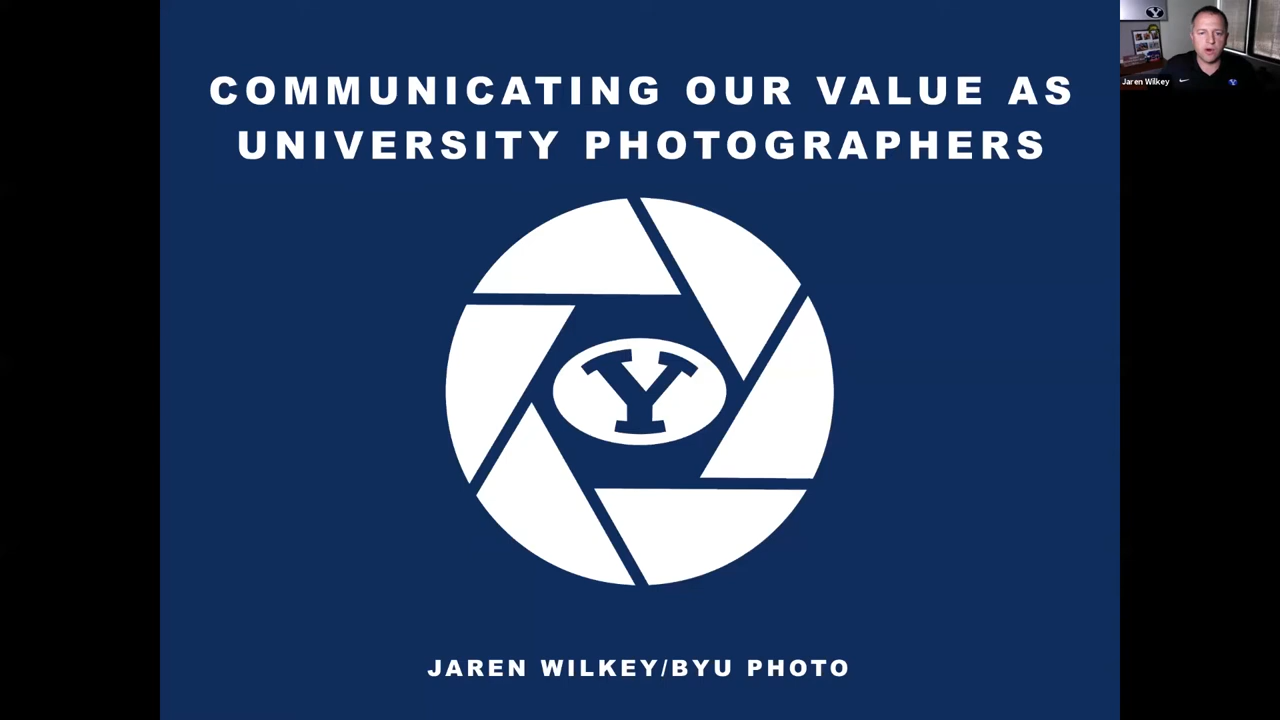 COMMUNICATING OUR VALUE AS
UNIVERSITY PHOTOGRAPHERS
Y
JAREN WILKEY/BYU PHOTO
Jaren Wilkey